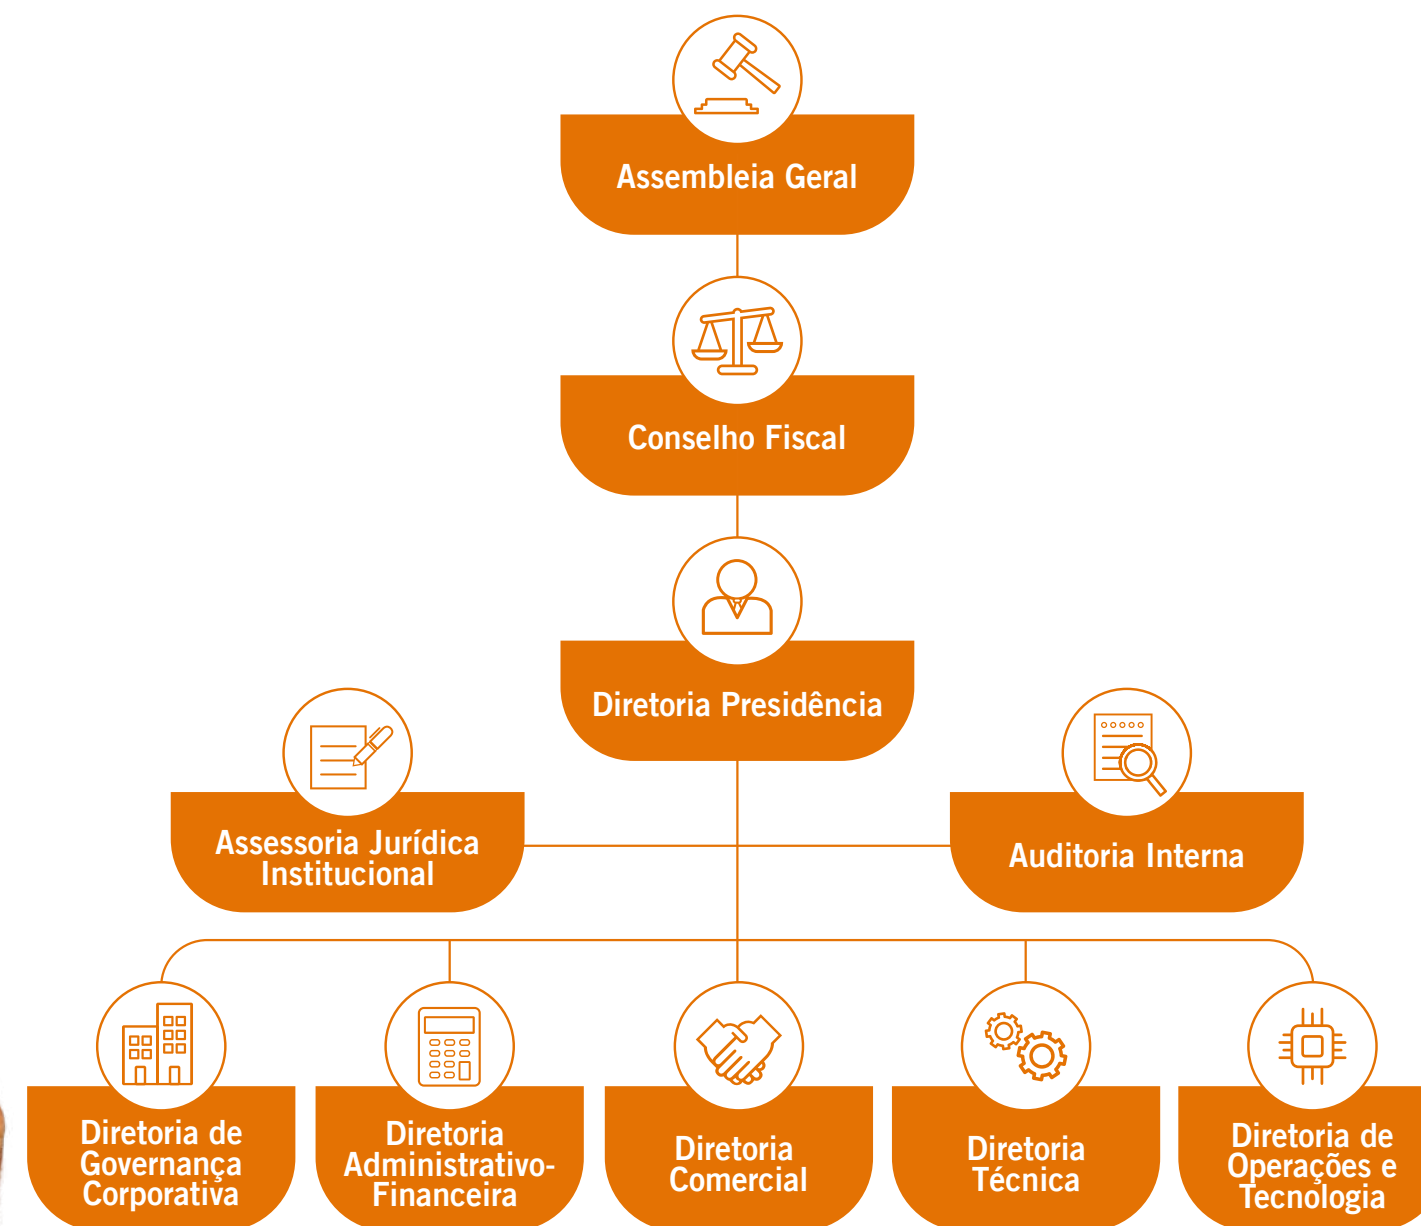 Assembleia Geral
Conselho Fiscal
Diretoria Presidência
Assessoria Jurídica
Institucional
Auditoria Interna
Diretoria de
Governança
Corporativa
Diretoria
Administrativo-
Financeira
Diretoria
Comercial
Diretoria
Técnica
Diretoria de
Operações e
Tecnologia